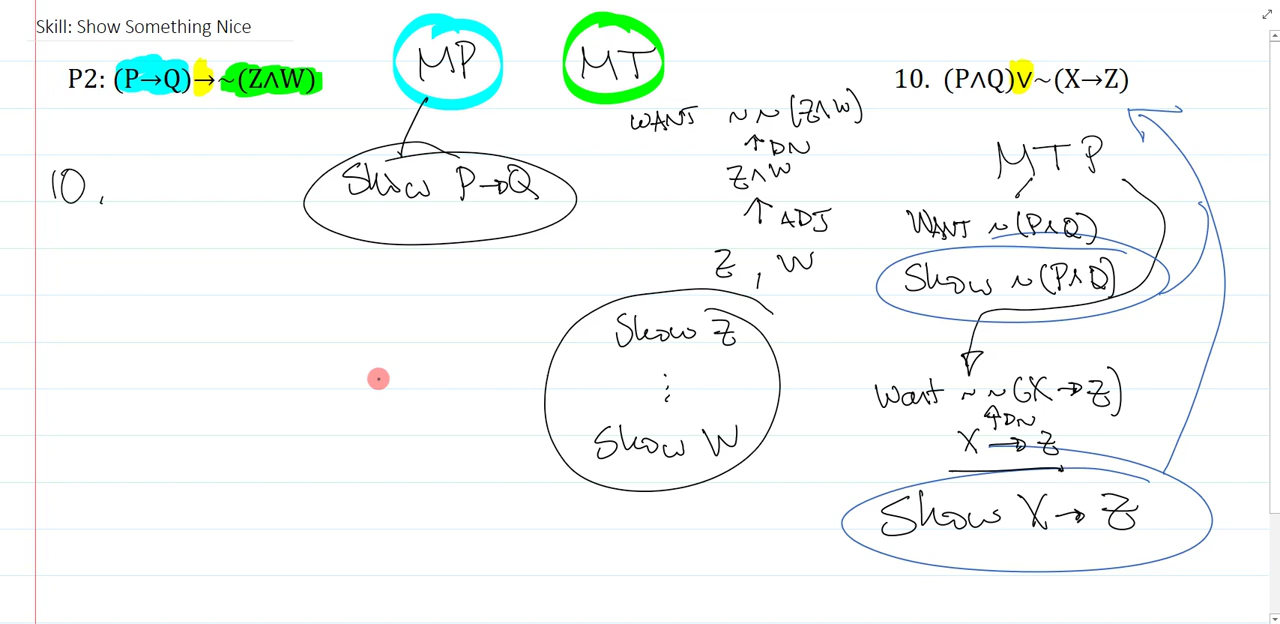 Skill: Show Something Nice
P2: (P→Q)→~(Z∧W)
MP
MT
10. (P∧Q)∨~(X→Z)
WANT ~~(Z∧W)
↑DN
Z∧W
↑ ADJ
Z, W
Show Z
⋮
Show W
10.
Show P→Q
MTP
WANT ~(P∧Q)
Show ~(P∧Q)
Want ~~(X→Z)
↑DN
X→Z
Show X→Z